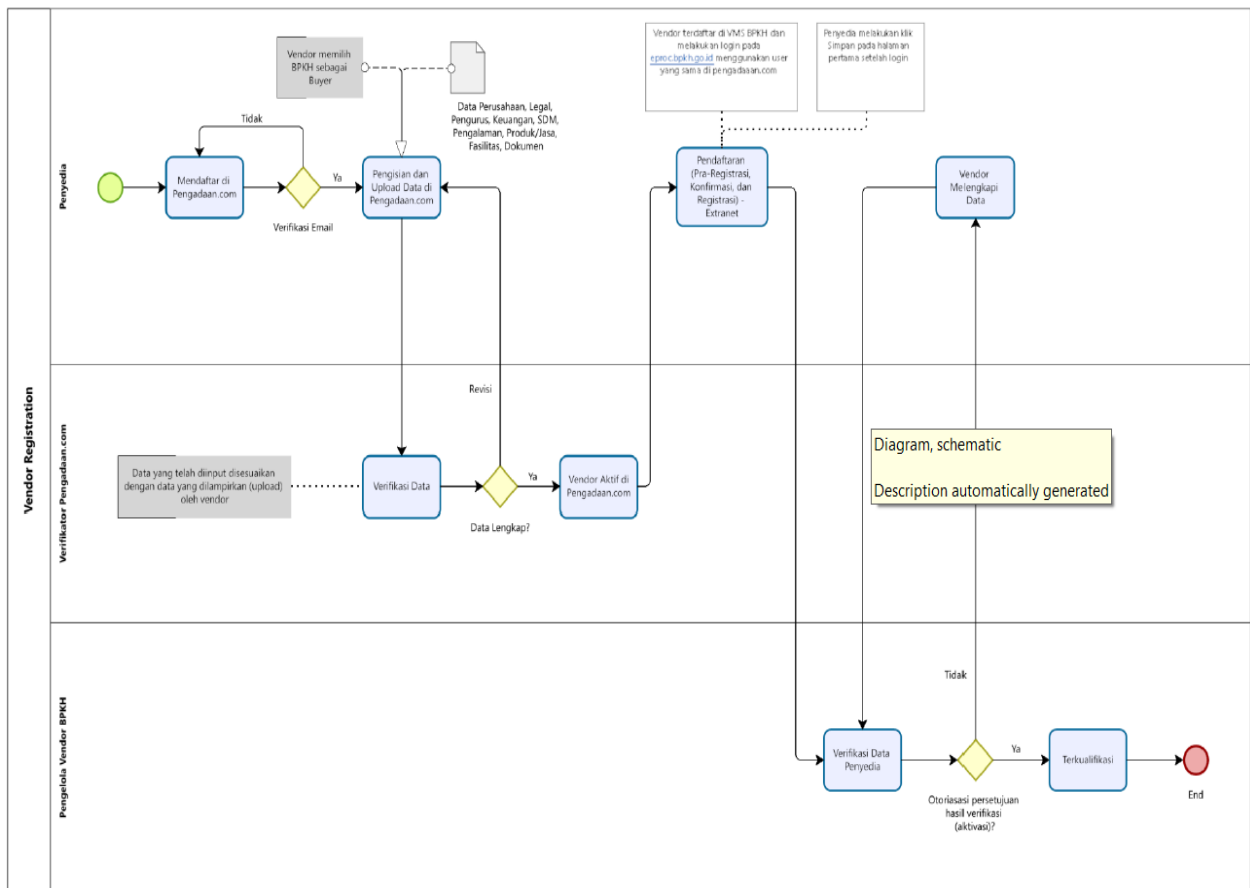 Vendor Registration
Penyedia
Vendor memilih
BPKH sebagai
Buyer
Data Perusahaan, Legal,
Pengurus, Keuangan, SDM,
Pengalaman, Produk/Jasa,
Fasilitas, Dokumen
Vendor terdaftar di VMS BPKH dan
melakukan login pada
eproc.bpkh.go.id menggunakan user
yang sama di pengadaaan.com
Penyedia melakukan klik
Simpan pada halaman
pertama setelah login
Tidak
Mendaftar di
Pengadaan.com
Verifikasi Email
Ya
Pengisian dan
Upload Data di
Pengadaan.com
Pendaftaran
(Pra-Registrasi,
Konfirmasi, dan
Registrasi) -
Extranet
Vendor
Melengkapi
Data
Verifikator Pengadaan.com
Revisi
Data yang telah diinput disesuaikan
dengan data yang dilampirkan (upload)
oleh vendor
Verifikasi Data
Data Lengkap?
Ya
Vendor Aktif di
Pengadaan.com
Diagram, schematic
Description automatically generated
Pengelola Vendor BPKH
Tidak
Verifikasi Data
Penyedia
Otoriasasi persetujuan
hasil verifikasi
(aktivasi)?
Ya
Terkualifikasi
End